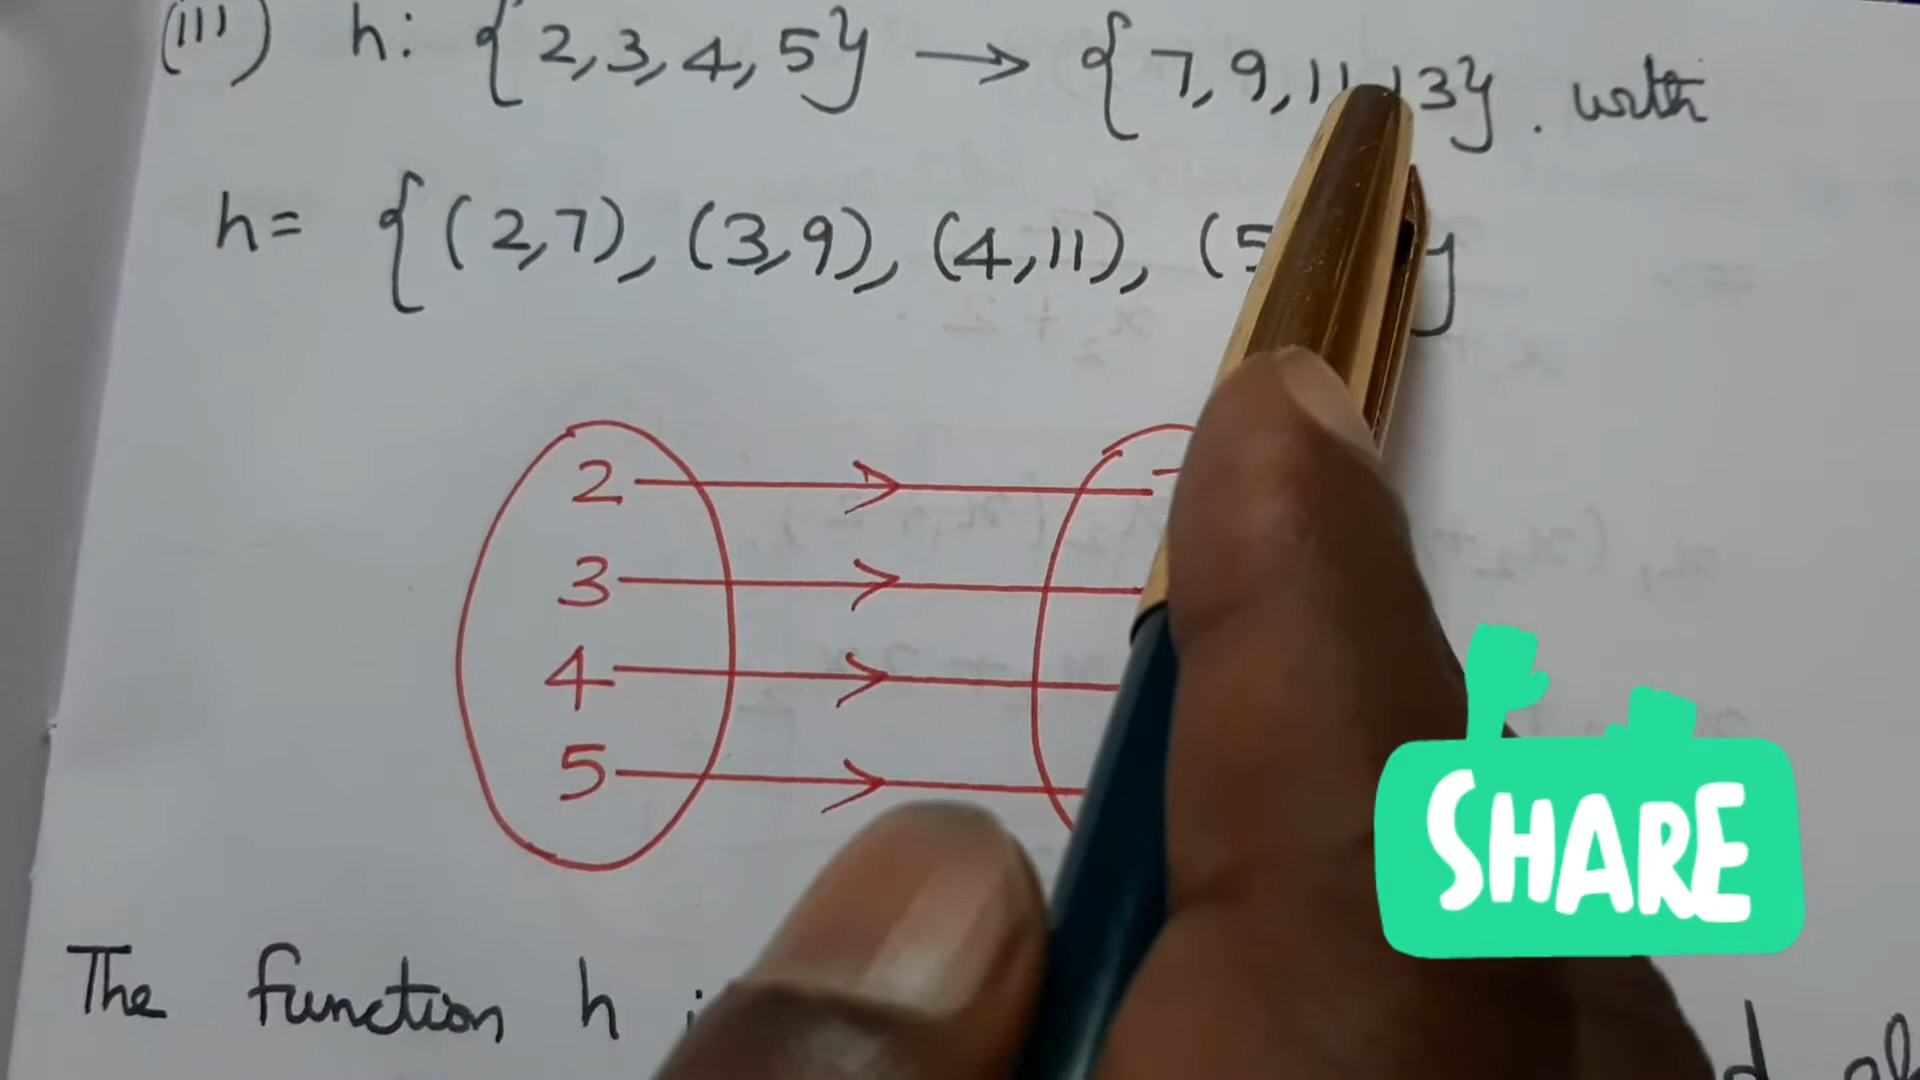 (iii) h: {2,3,4,5} → {7,9,11,13}. with
h= {(2,7), (3,9), (4,11), (5 }
2
3
4
5
SHARE
The function h